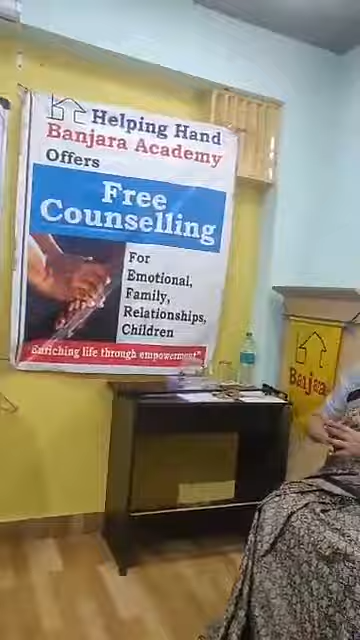 Helping Hand
Banjara Academy
Offers
Free
Counselling
For
Emotional,
Family,
Relationships,
Children
"Enriching life through empowerment"
Banjara